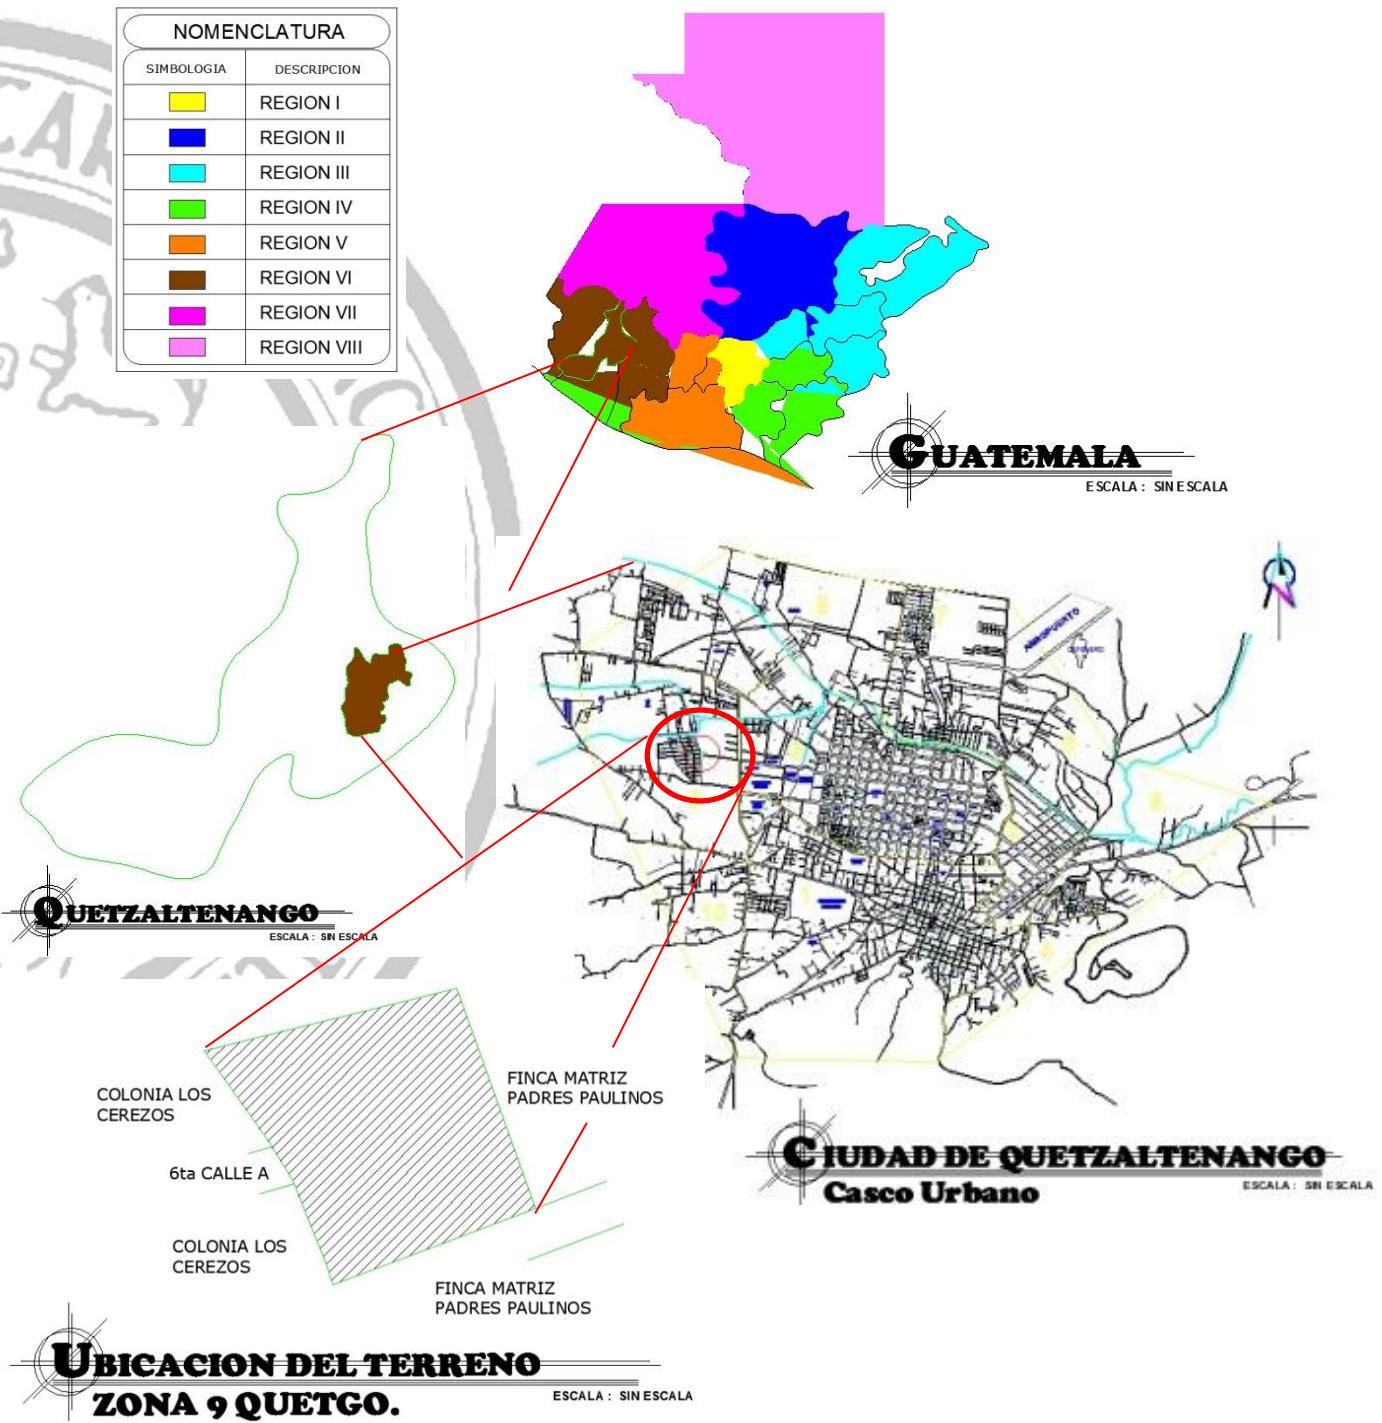 NOMENCLATURA
SIMBOLOGIA DESCRIPCION
REGION I
REGION II
REGION III
REGION IV
REGION V
REGION VI
REGION VII
REGION VIII
GUATEMALA
ESCALA : SIN ESCALA
AEROPUERTO
QUETZALTENANGO
ESCALA : SIN ESCALA
CIUDAD DE QUETZALTENANGO
Casco Urbano
ESCALA : SIN ESCALA
COLONIA LOS
CEREZOS
6ta CALLE A
COLONIA LOS
CEREZOS
FINCA MATRIZ
PADRES PAULINOS
FINCA MATRIZ
PADRES PAULINOS
UBICACION DEL TERRENO
ZONA 9 QUETGO.
ESCALA : SIN ESCALA